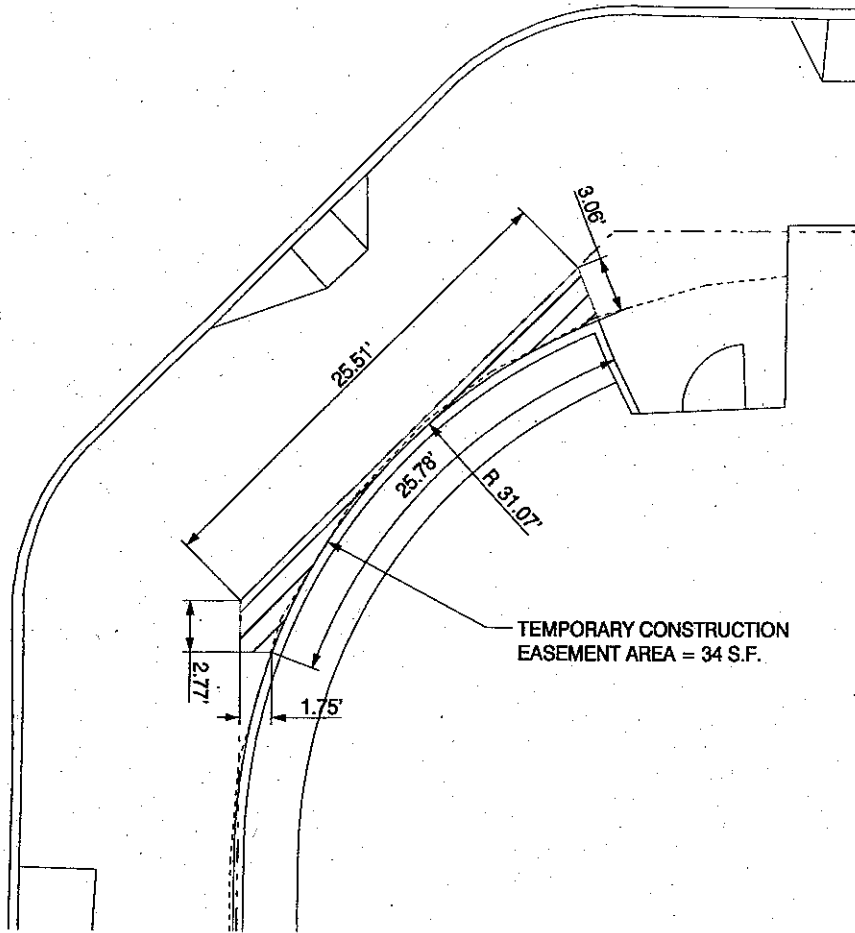 3.06'
25.51'
25.78'
R 31.07'
TEMPORARY CONSTRUCTION
EASEMENT AREA = 34 S.F.
2.77'
1.75'